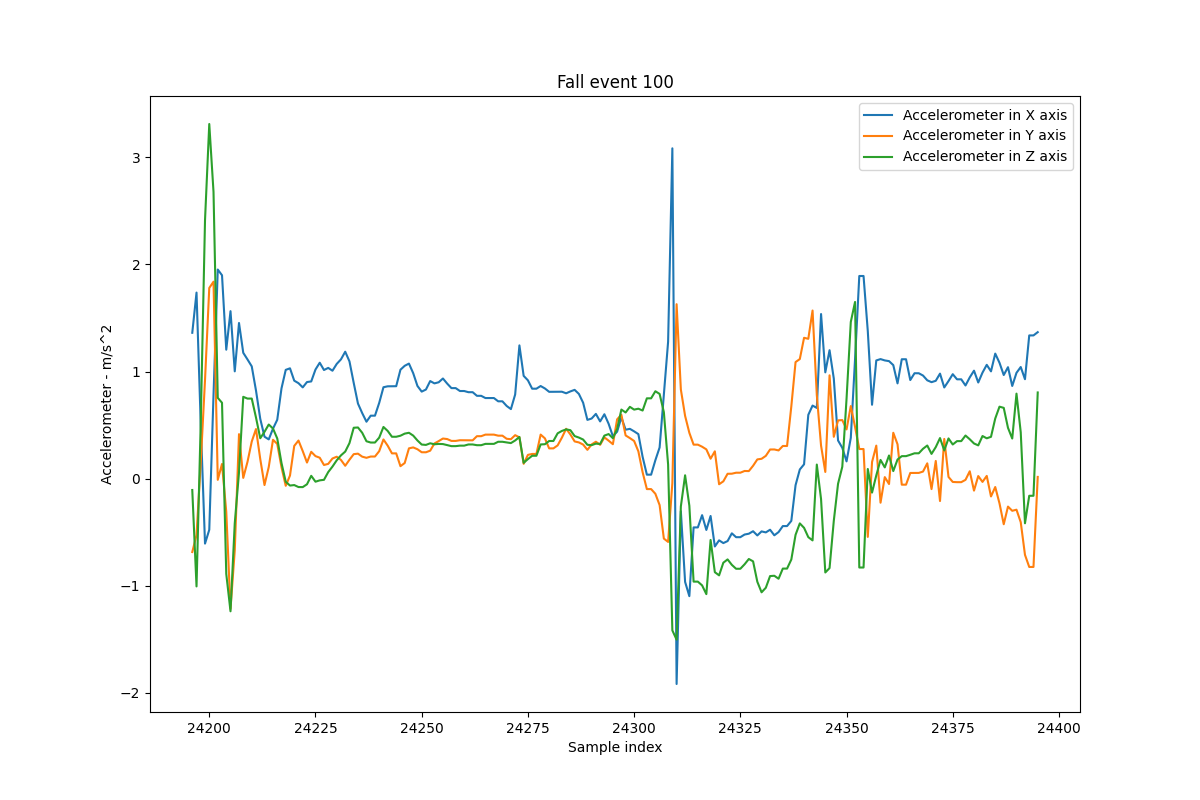 Fall event 100
Accelerometer in X axis
Accelerometer in Y axis
Accelerometer in Z axis
Accelerometer - m/s^2
3
2
1
0
−1
−2
24200 24225 24250 24275 24300 24325 24350 24375 24400
Sample index